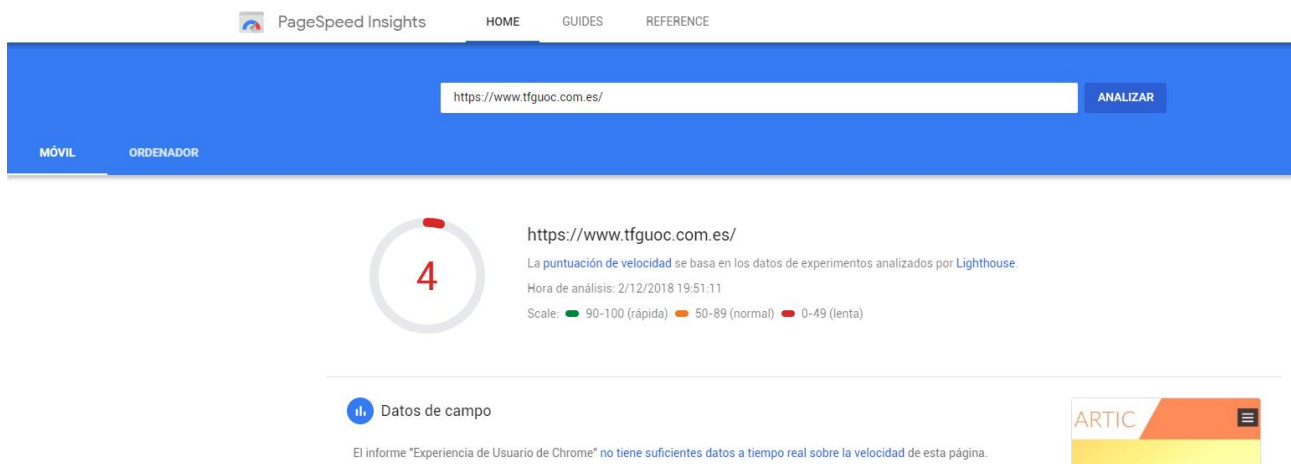 PageSpeed Insights HOME GUIDES REFERENCE
https://www.tfguoc.com.es/ ANALIZAR
MÓVIL ORDENADOR
4
https://www.tfguoc.com.es/
La puntuación de velocidad se basa en los datos de experimentos analizados por Lighthouse.
Hora de análisis: 2/12/2018 19:51:11
Scale: 90-100 (rápida) 50-89 (normal) 0-49 (lenta)
Datos de campo
ARTIC
El informe "Experiencia de Usuario de Chrome" no tiene suficientes datos a tiempo real sobre la velocidad de esta página.